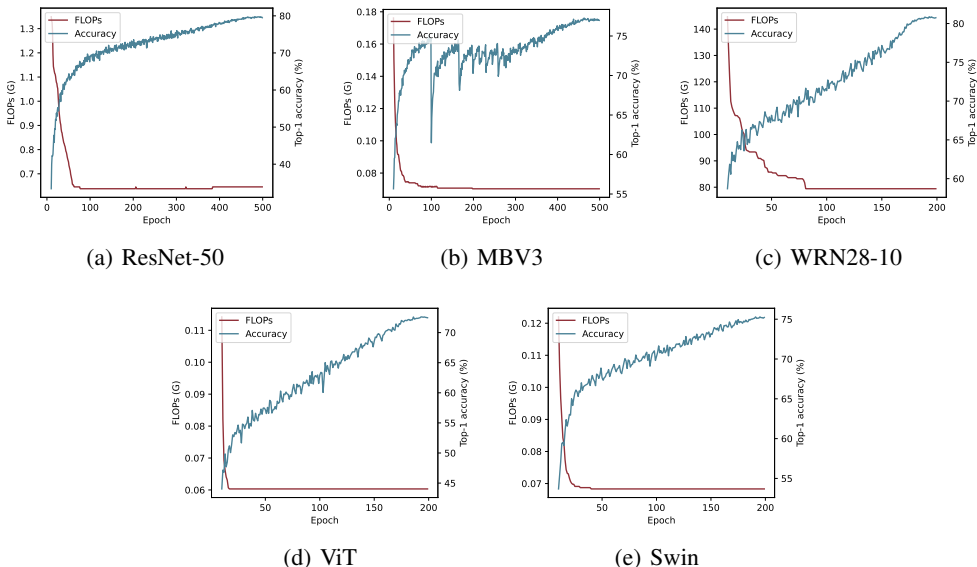 FLOPs
Accuracy
1.3
1.2
1.1
1.0
0.9
0.8
0.7
FLOPs (G)
80
70
60
50
40
Top-1 accuracy (%)
0 100 200 300 400 500
Epoch
(a) ResNet-50
FLOPs
Accuracy
0.18
0.16
0.14
0.12
0.10
0.08
FLOPs (G)
75
70
65
60
55
Top-1 accuracy (%)
0 100 200 300 400 500
Epoch
(b) MBV3
FLOPs
Accuracy
140
130
120
110
100
90
80
FLOPs (G)
80
75
70
65
60
Top-1 accuracy (%)
50 100 150 200
Epoch
(c) WRN28-10
FLOPs
Accuracy
0.11
0.10
0.09
0.08
0.07
0.06
FLOPs (G)
70
65
60
55
50
45
Top-1 accuracy (%)
50 100 150 200
Epoch
(d) ViT
FLOPs
Accuracy
0.12
0.11
0.10
0.09
0.08
0.07
FLOPs (G)
75
70
65
60
55
Top-1 accuracy (%)
50 100 150 200
Epoch
(e) Swin